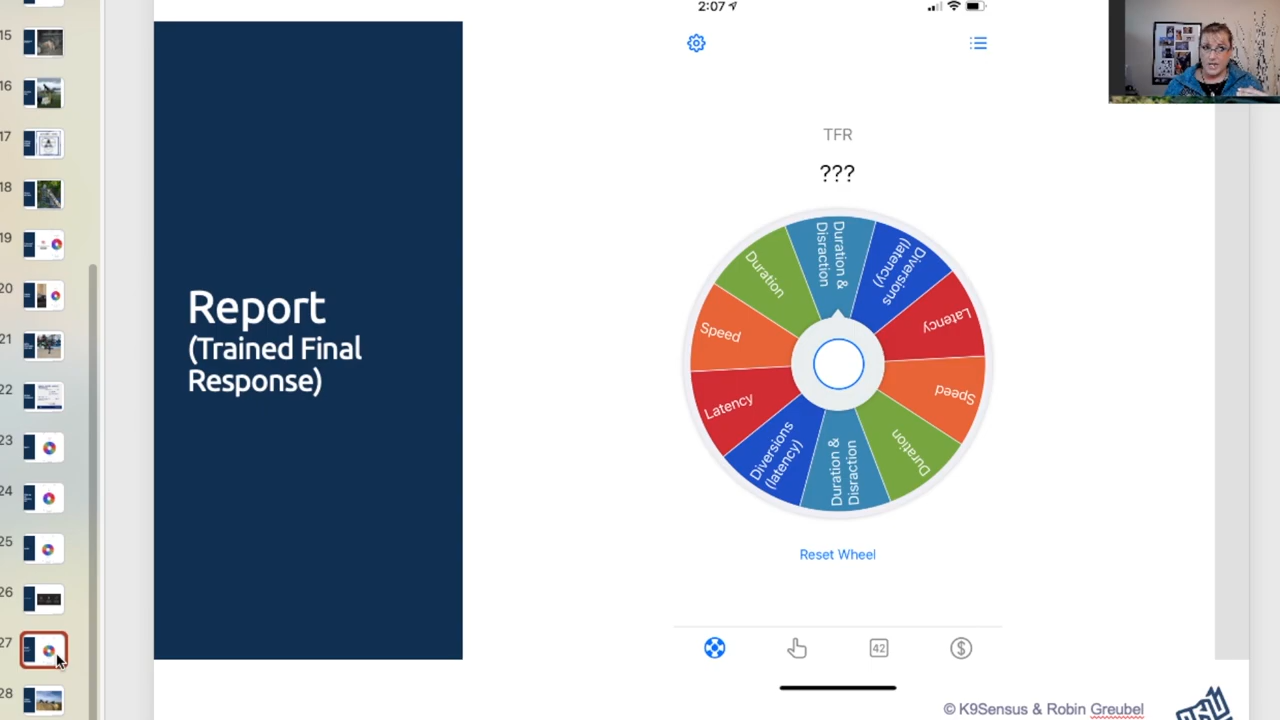 15
16
17
18
19
20
21
22
23
24
25
26
27
28
Report
(Trained Final
Response)
2:07
TFR
???
Duration &
Disraction
Diversions
(latency)
Latency
Speed
Duration
Duration &
Disraction
Diversions
(latency)
Latency
Speed
Duration
Reset Wheel
42
$
© K9Sensus & Robin Greubel